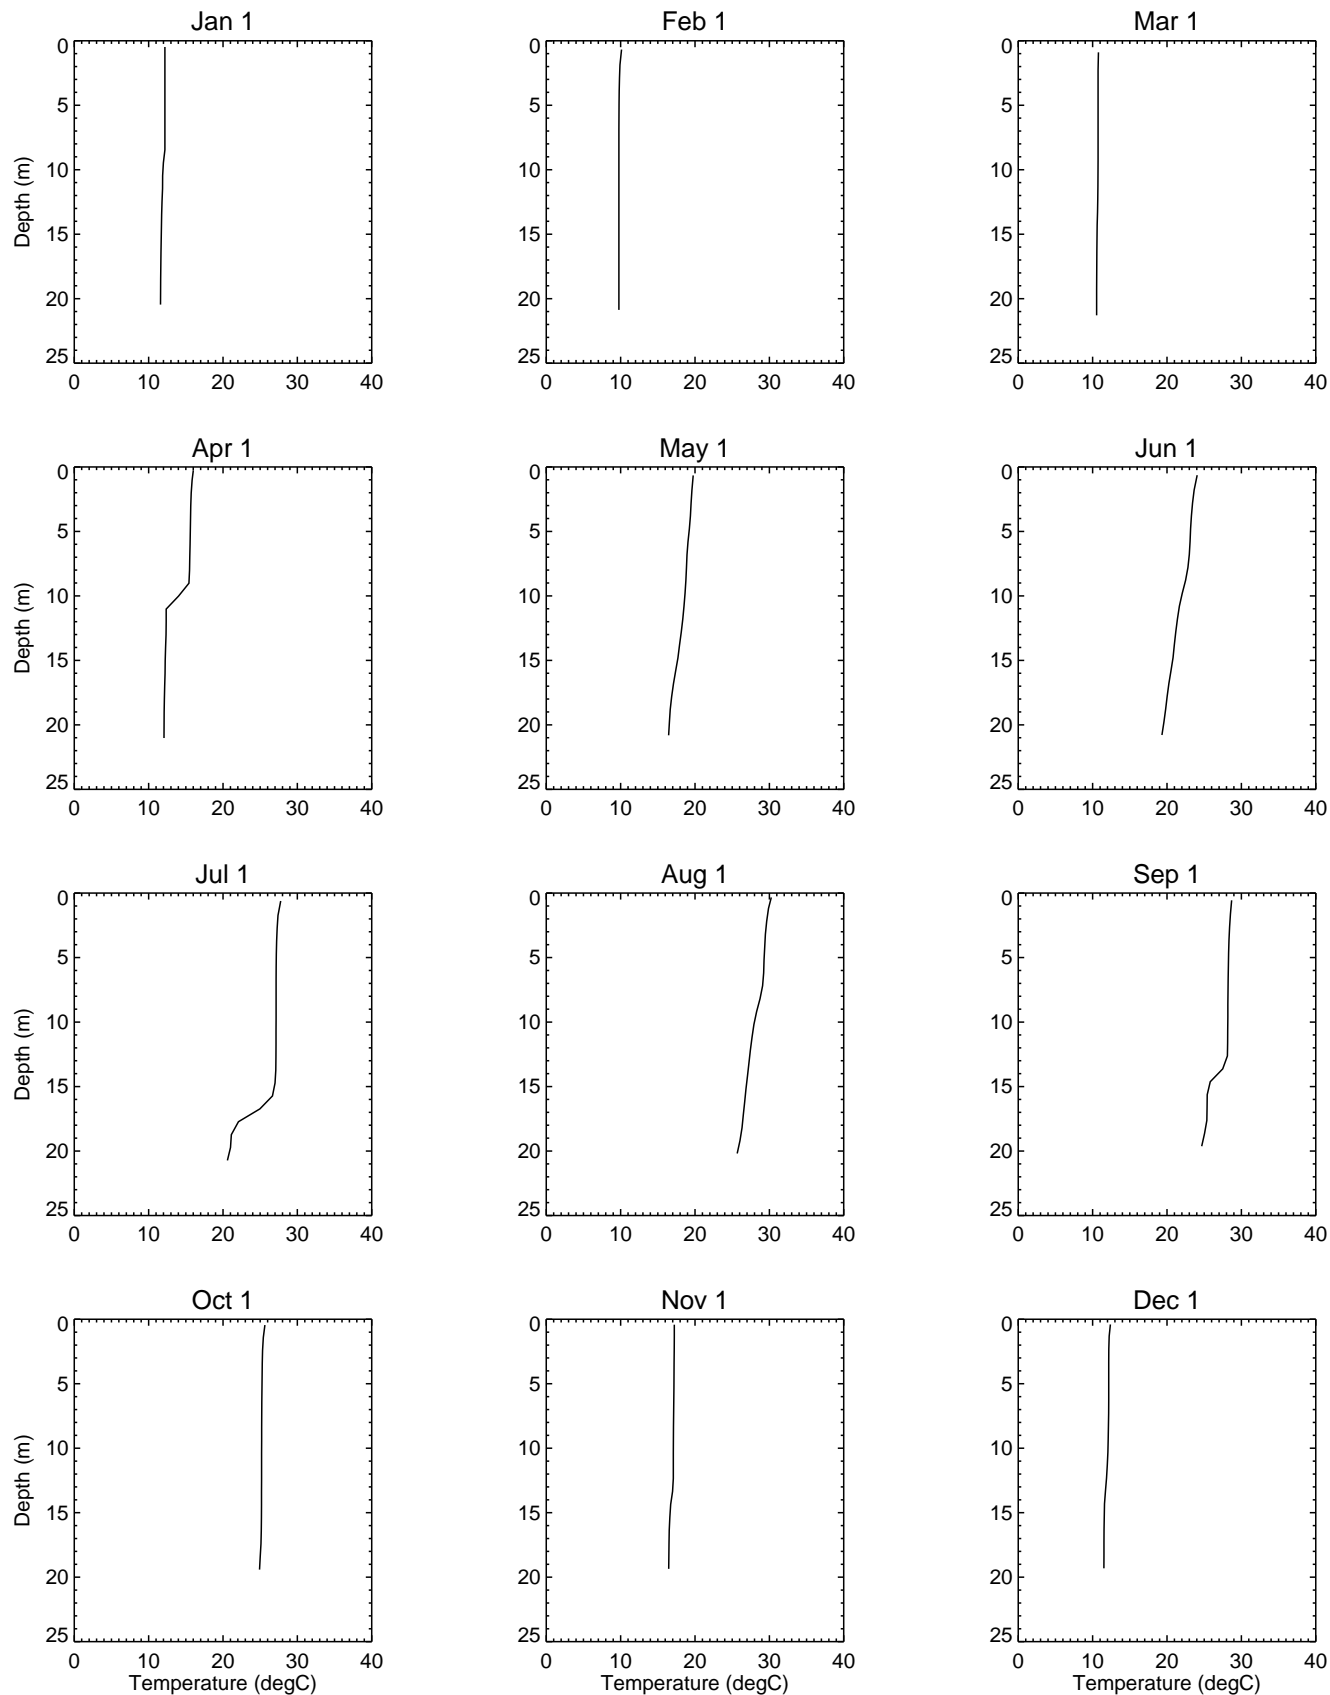 Jan 1 Feb 1 Mar 1
0 0 0
5 5 5
10 10 10
15 15 15
20 20 20
25 25 25
Depth (m)
0 10 20 30 40 0 10 20 30 40 0 10 20 30 40
Apr 1 May 1 Jun 1
0 0 0
5 5 5
10 10 10
15 15 15
20 20 20
25 25 25
Depth (m)
0 10 20 30 40 0 10 20 30 40 0 10 20 30 40
Jul 1 Aug 1 Sep 1
0 0 0
5 5 5
10 10 10
15 15 15
20 20 20
25 25 25
Depth (m)
0 10 20 30 40 0 10 20 30 40 0 10 20 30 40
Oct 1 Nov 1 Dec 1
0 0 0
5 5 5
10 10 10
15 15 15
20 20 20
25 25 25
Depth (m)
0 10 20 30 40 0 10 20 30 40 0 10 20 30 40
Temperature (degC) Temperature (degC) Temperature (degC)